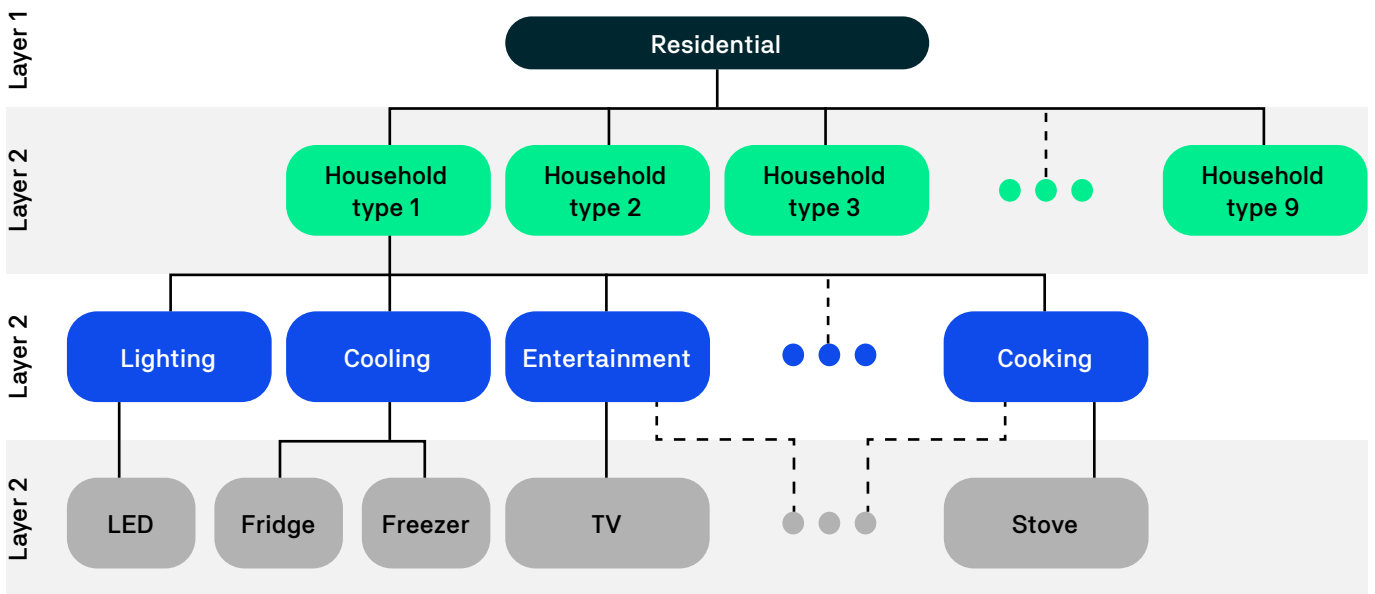 Layer 1
Residential
Layer 2
Household
type 1
Household
type 2
Household
type 3
Household
type 9
Layer 2
Lighting
Cooling
Entertainment
Cooking
Layer 2
LED
Fridge
Freezer
TV
Stove